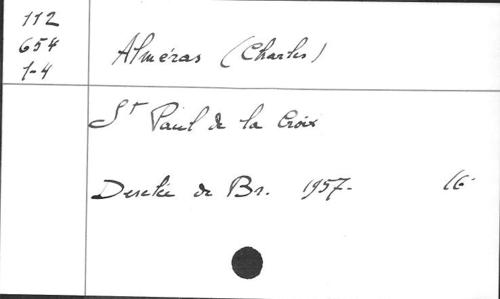 112
654
1-4
Alméras (Charles)
St Paul de la Croix
Desclée de Br. 1957- 16